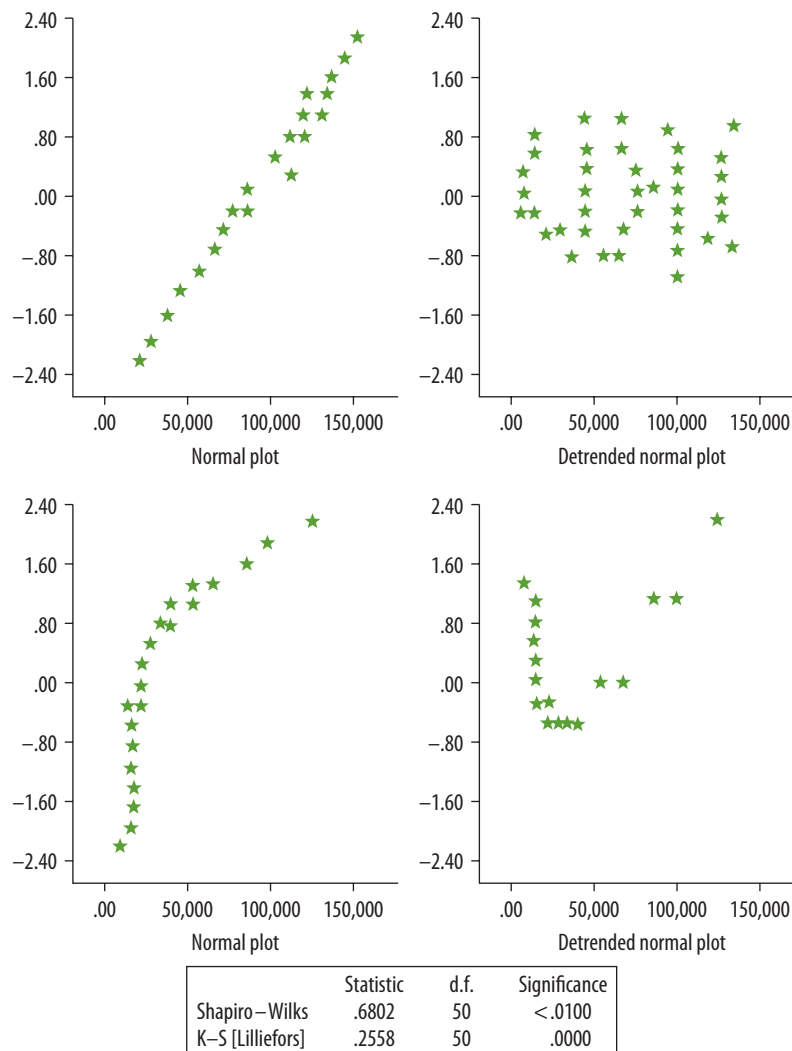 2.40
1.60
.80
.00
−.80
−1.60
−2.40
.00 50,000 100,000 150,000
Normal plot
2.40
1.60
.80
.00
−.80
−1.60
−2.40
.00 50,000 100,000 150,000
Detrended normal plot
2.40
1.60
.80
.00
−.80
−1.60
−2.40
.00 50,000 100,000 150,000
Normal plot
2.40
1.60
.80
.00
−.80
−1.60
−2.40
.00 50,000 100,000 150,000
Detrended normal plot
Statistic d.f. Significance
Shapiro–Wilks .6802 50 <.0100
K–S [Lilliefors] .2558 50 .0000